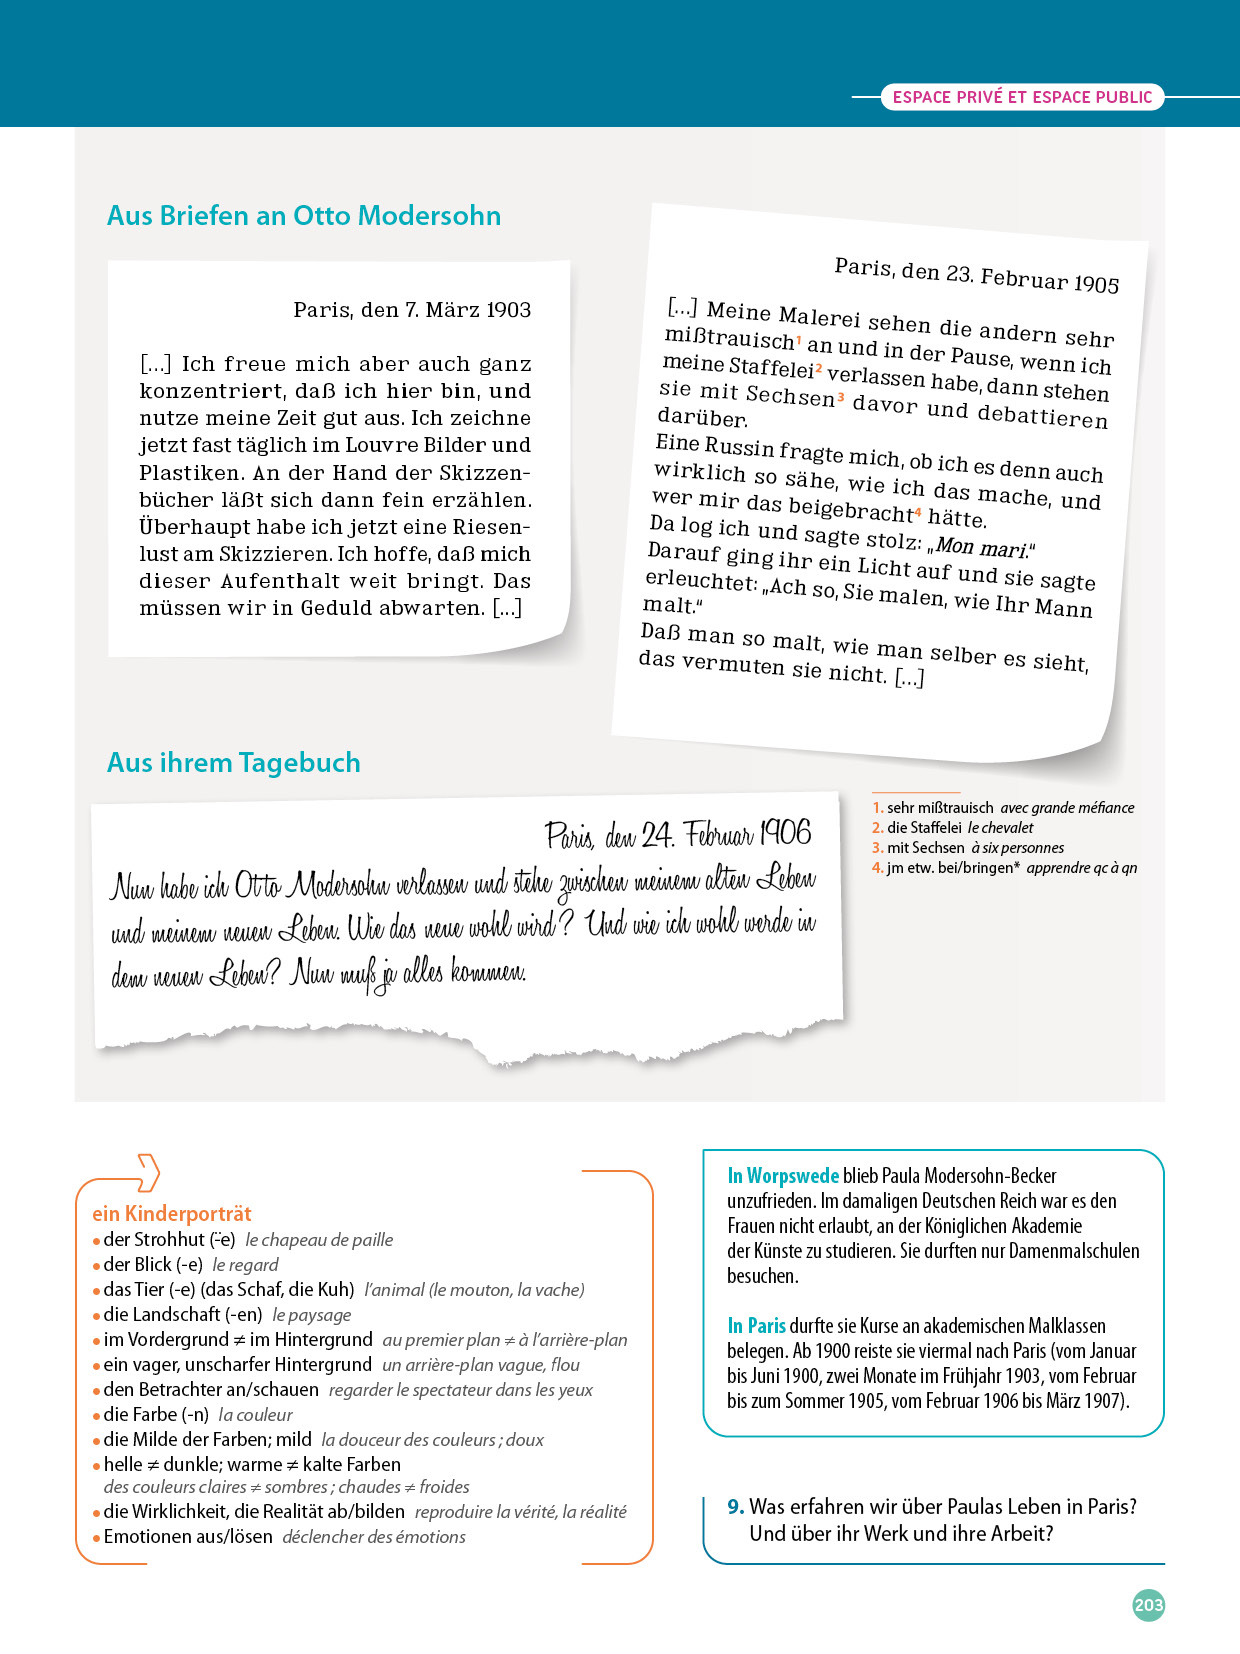 ESPACE PRIVÉ ET ESPACE PUBLIC
Aus Briefen an Otto Modersohn
Paris, den 7. März 1903
[...] Ich freue mich aber auch ganz
konzentriert, daß ich hier bin, und
nutze meine Zeit gut aus. Ich zeichne
jetzt fast täglich im Louvre Bilder und
Plastiken. An der Hand der Skizzen-
bücher läßt sich dann fein erzählen.
Überhaupt habe ich jetzt eine Riesen-
lust am Skizzieren. Ich hoffe, daß mich
dieser Aufenthalt weit bringt. Das
müssen wir in Geduld abwarten. [...]
Paris, den 23. Februar 1905
[...] Meine Malerei sehen die andern sehr
mißtrauisch1 an und in der Pause, wenn ich
meine Staffelei2 verlassen habe, dann stehen
sie mit Sechsen3 davor und debattieren
darüber.
Eine Russin fragte mich, ob ich es denn auch
wirklich so sähe, wie ich das mache, und
wer mir das beigebracht4 hätte.
Da log ich und sagte stolz: „Mon mari.“
Darauf ging ihr ein Licht auf und sie sagte
erleuchtet: „Ach so, Sie malen, wie Ihr Mann
malt.“
Daß man so malt, wie man selber es sieht,
das vermuten sie nicht. [...]
Aus ihrem Tagebuch
Paris, den 24. Februar 1906
Nun habe ich Otto Modersohn verlassen und stehe zwischen meinem alten Leben
und meinem neuen Leben. Wie das neue wohl wird? Und wie ich wohl werde in
dem neuen Leben? Nun muß ja alles kommen.
1. sehr mißtrauisch avec grande méfiance
2. die Staffelei le chevalet
3. mit Sechsen à six personnes
4. jm etw. bei/bringen* apprendre qc à qn
ein Kinderporträt
• der Strohhut (-̈e) le chapeau de paille
• der Blick (-e) le regard
• das Tier (-e) (das Schaf, die Kuh) l’animal (le mouton, la vache)
• die Landschaft (-en) le paysage
• im Vordergrund ≠ im Hintergrund au premier plan ≠ à l’arrière-plan
• ein vager, unscharfer Hintergrund un arrière-plan vague, flou
• den Betrachter an/schauen regarder le spectateur dans les yeux
• die Farbe (-n) la couleur
• die Milde der Farben; mild la douceur des couleurs ; doux
• helle ≠ dunkle; warme ≠ kalte Farben
des couleurs claires ≠ sombres ; chaudes ≠ froides
• die Wirklichkeit, die Realität ab/bilden reproduire la vérité, la réalité
• Emotionen aus/lösen déclencher des émotions
In Worpswede blieb Paula Modersohn-Becker
unzufrieden. Im damaligen Deutschen Reich war es den
Frauen nicht erlaubt, an der Königlichen Akademie
der Künste zu studieren. Sie durften nur Damenmalschulen
besuchen.
In Paris durfte sie Kurse an akademischen Malklassen
belegen. Ab 1900 reiste sie viermal nach Paris (vom Januar
bis Juni 1900, zwei Monate im Frühjahr 1903, vom Februar
bis zum Sommer 1905, vom Februar 1906 bis März 1907).
9. Was erfahren wir über Paulas Leben in Paris?
Und über ihr Werk und ihre Arbeit?
203